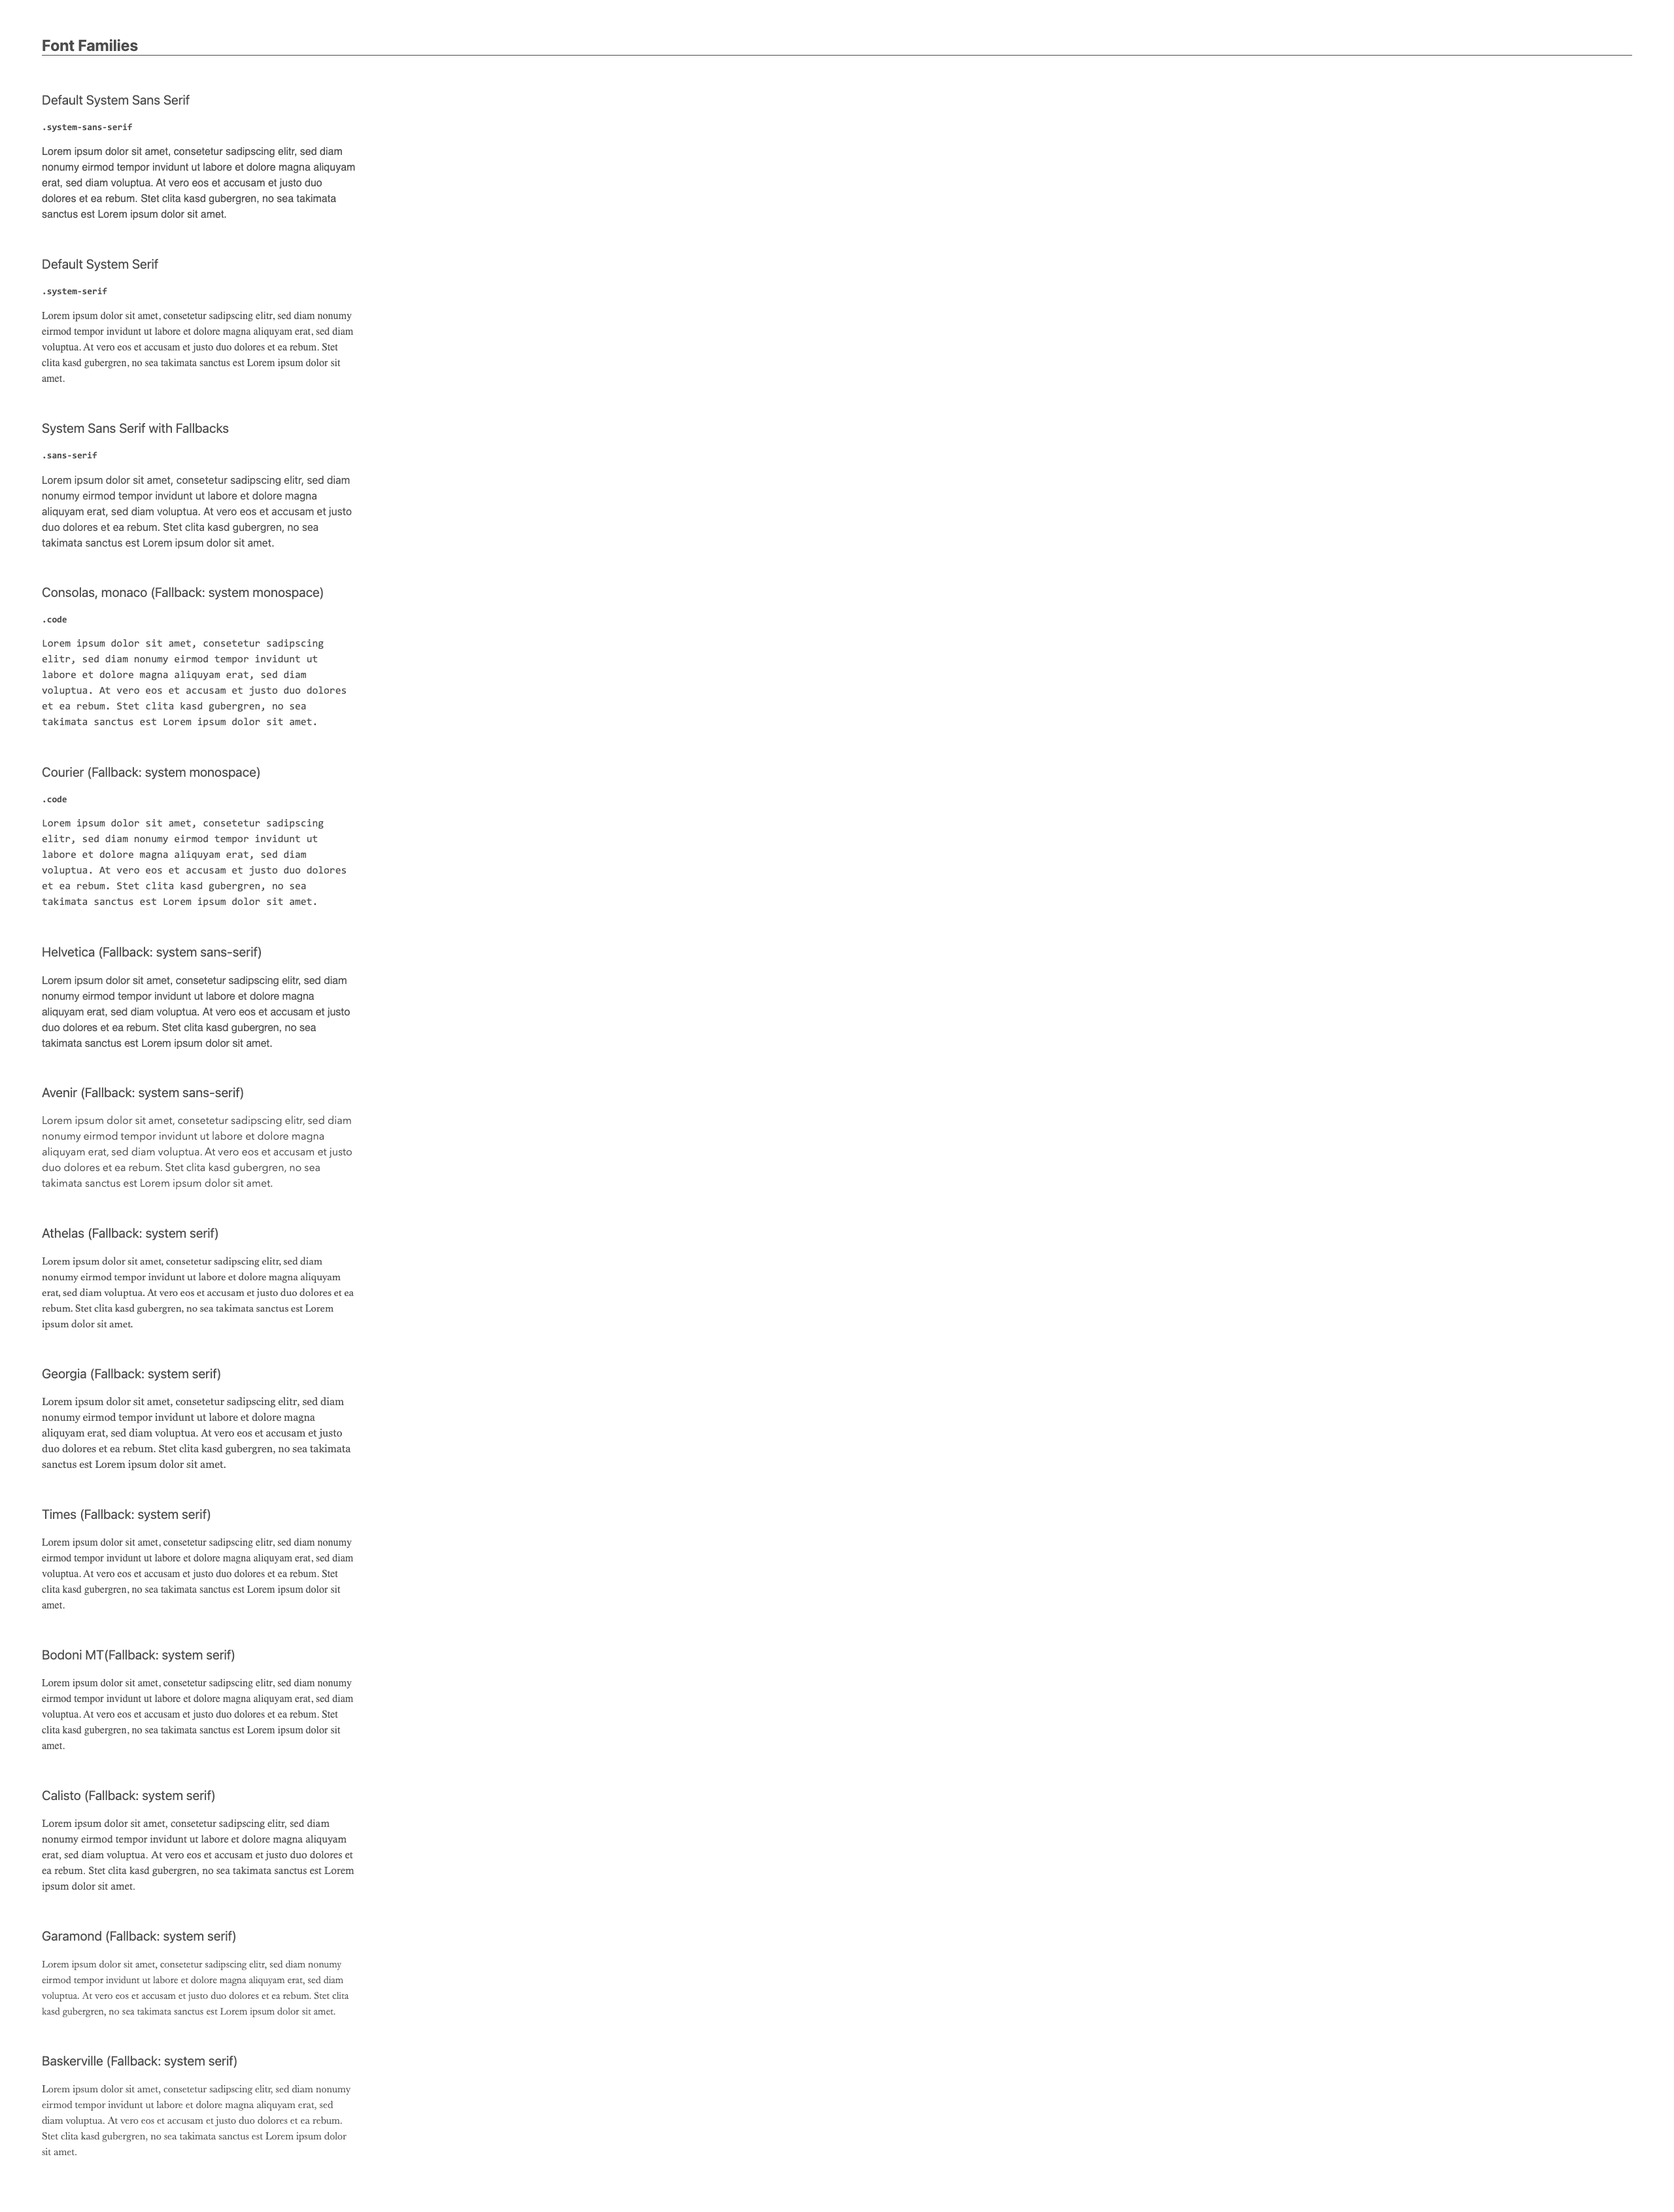 Font Families
Default System Sans Serif
.system-sans-serif
Lorem ipsum dolor sit amet, consetetur sadipscing elitr, sed diam
nonumy eirmod tempor invidunt ut labore et dolore magna aliquyam
erat, sed diam voluptua. At vero eos et accusam et justo duo
dolores et ea rebum. Stet clita kasd gubergren, no sea takimata
sanctus est Lorem ipsum dolor sit amet.
Default System Serif
.system-serif
Lorem ipsum dolor sit amet, consetetur sadipscing elitr, sed diam nonumy
eirmod tempor invidunt ut labore et dolore magna aliquyam erat, sed diam
voluptua. At vero eos et accusam et justo duo dolores et ea rebum. Stet
clita kasd gubergren, no sea takimata sanctus est Lorem ipsum dolor sit
amet.
System Sans Serif with Fallbacks
.sans-serif
Lorem ipsum dolor sit amet, consetetur sadipscing elitr, sed diam
nonumy eirmod tempor invidunt ut labore et dolore magna
aliquyam erat, sed diam voluptua. At vero eos et accusam et justo
duo dolores et ea rebum. Stet clita kasd gubergren, no sea
takimata sanctus est Lorem ipsum dolor sit amet.
Consolas, monaco (Fallback: system monospace)
.code
Lorem ipsum dolor sit amet, consetetur sadipscing
elitr, sed diam nonumy eirmod tempor invidunt ut
labore et dolore magna aliquyam erat, sed diam
voluptua. At vero eos et accusam et justo duo dolores
et ea rebum. Stet clita kasd gubergren, no sea
takimata sanctus est Lorem ipsum dolor sit amet.
Courier (Fallback: system monospace)
.code
Lorem ipsum dolor sit amet, consetetur sadipscing
elitr, sed diam nonumy eirmod tempor invidunt ut
labore et dolore magna aliquyam erat, sed diam
voluptua. At vero eos et accusam et justo duo dolores
et ea rebum. Stet clita kasd gubergren, no sea
takimata sanctus est Lorem ipsum dolor sit amet.
Helvetica (Fallback: system sans-serif)
Lorem ipsum dolor sit amet, consetetur sadipscing elitr, sed diam
nonumy eirmod tempor invidunt ut labore et dolore magna
aliquyam erat, sed diam voluptua. At vero eos et accusam et justo
duo dolores et ea rebum. Stet clita kasd gubergren, no sea
takimata sanctus est Lorem ipsum dolor sit amet.
Avenir (Fallback: system sans-serif)
Lorem ipsum dolor sit amet, consetetur sadipscing elitr, sed diam
nonumy eirmod tempor invidunt ut labore et dolore magna
aliquyam erat, sed diam voluptua. At vero eos et accusam et justo
duo dolores et ea rebum. Stet clita kasd gubergren, no sea
takimata sanctus est Lorem ipsum dolor sit amet.
Athelas (Fallback: system serif)
Lorem ipsum dolor sit amet, consetetur sadipscing elitr, sed diam
nonumy eirmod tempor invidunt ut labore et dolore magna aliquyam
erat, sed diam voluptua. At vero eos et accusam et justo duo dolores et ea
rebum. Stet clita kasd gubergren, no sea takimata sanctus est Lorem
ipsum dolor sit amet.
Georgia (Fallback: system serif)
Lorem ipsum dolor sit amet, consetetur sadipscing elitr, sed diam
nonumy eirmod tempor invidunt ut labore et dolore magna
aliquyam erat, sed diam voluptua. At vero eos et accusam et justo
duo dolores et ea rebum. Stet clita kasd gubergren, no sea takimata
sanctus est Lorem ipsum dolor sit amet.
Times (Fallback: system serif)
Lorem ipsum dolor sit amet, consetetur sadipscing elitr, sed diam nonumy
eirmod tempor invidunt ut labore et dolore magna aliquyam erat, sed diam
voluptua. At vero eos et accusam et justo duo dolores et ea rebum. Stet
clita kasd gubergren, no sea takimata sanctus est Lorem ipsum dolor sit
amet.
Bodoni MT(Fallback: system serif)
Lorem ipsum dolor sit amet, consetetur sadipscing elitr, sed diam nonumy
eirmod tempor invidunt ut labore et dolore magna aliquyam erat, sed diam
voluptua. At vero eos et accusam et justo duo dolores et ea rebum. Stet
clita kasd gubergren, no sea takimata sanctus est Lorem ipsum dolor sit
amet.
Calisto (Fallback: system serif)
Lorem ipsum dolor sit amet, consetetur sadipscing elitr, sed diam
nonumy eirmod tempor invidunt ut labore et dolore magna aliquyam
erat, sed diam voluptua. At vero eos et accusam et justo duo dolores et
ea rebum. Stet clita kasd gubergren, no sea takimata sanctus est Lorem
ipsum dolor sit amet.
Garamond (Fallback: system serif)
Lorem ipsum dolor sit amet, consetetur sadipscing elitr, sed diam nonumy
eirmod tempor invidunt ut labore et dolore magna aliquyam erat, sed diam
voluptua. At vero eos et accusam et justo duo dolores et ea rebum. Stet clita
kasd gubergren, no sea takimata sanctus est Lorem ipsum dolor sit amet.
Baskerville (Fallback: system serif)
Lorem ipsum dolor sit amet, consetetur sadipscing elitr, sed diam nonumy
eirmod tempor invidunt ut labore et dolore magna aliquyam erat, sed
diam voluptua. At vero eos et accusam et justo duo dolores et ea rebum.
Stet clita kasd gubergren, no sea takimata sanctus est Lorem ipsum dolor
sit amet.